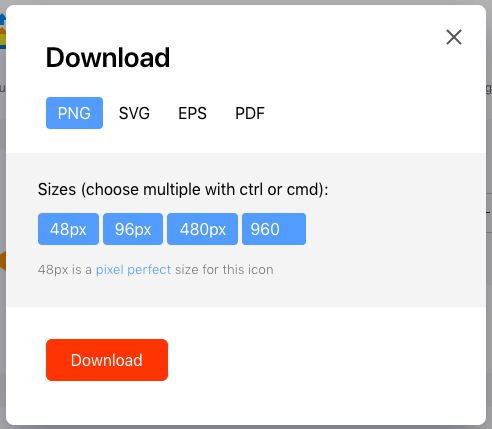 Download
PNG SVG EPS PDF
Sizes (choose multiple with ctrl or cmd):
48px 96px 480px 960
48px is a pixel perfect size for this icon
Download